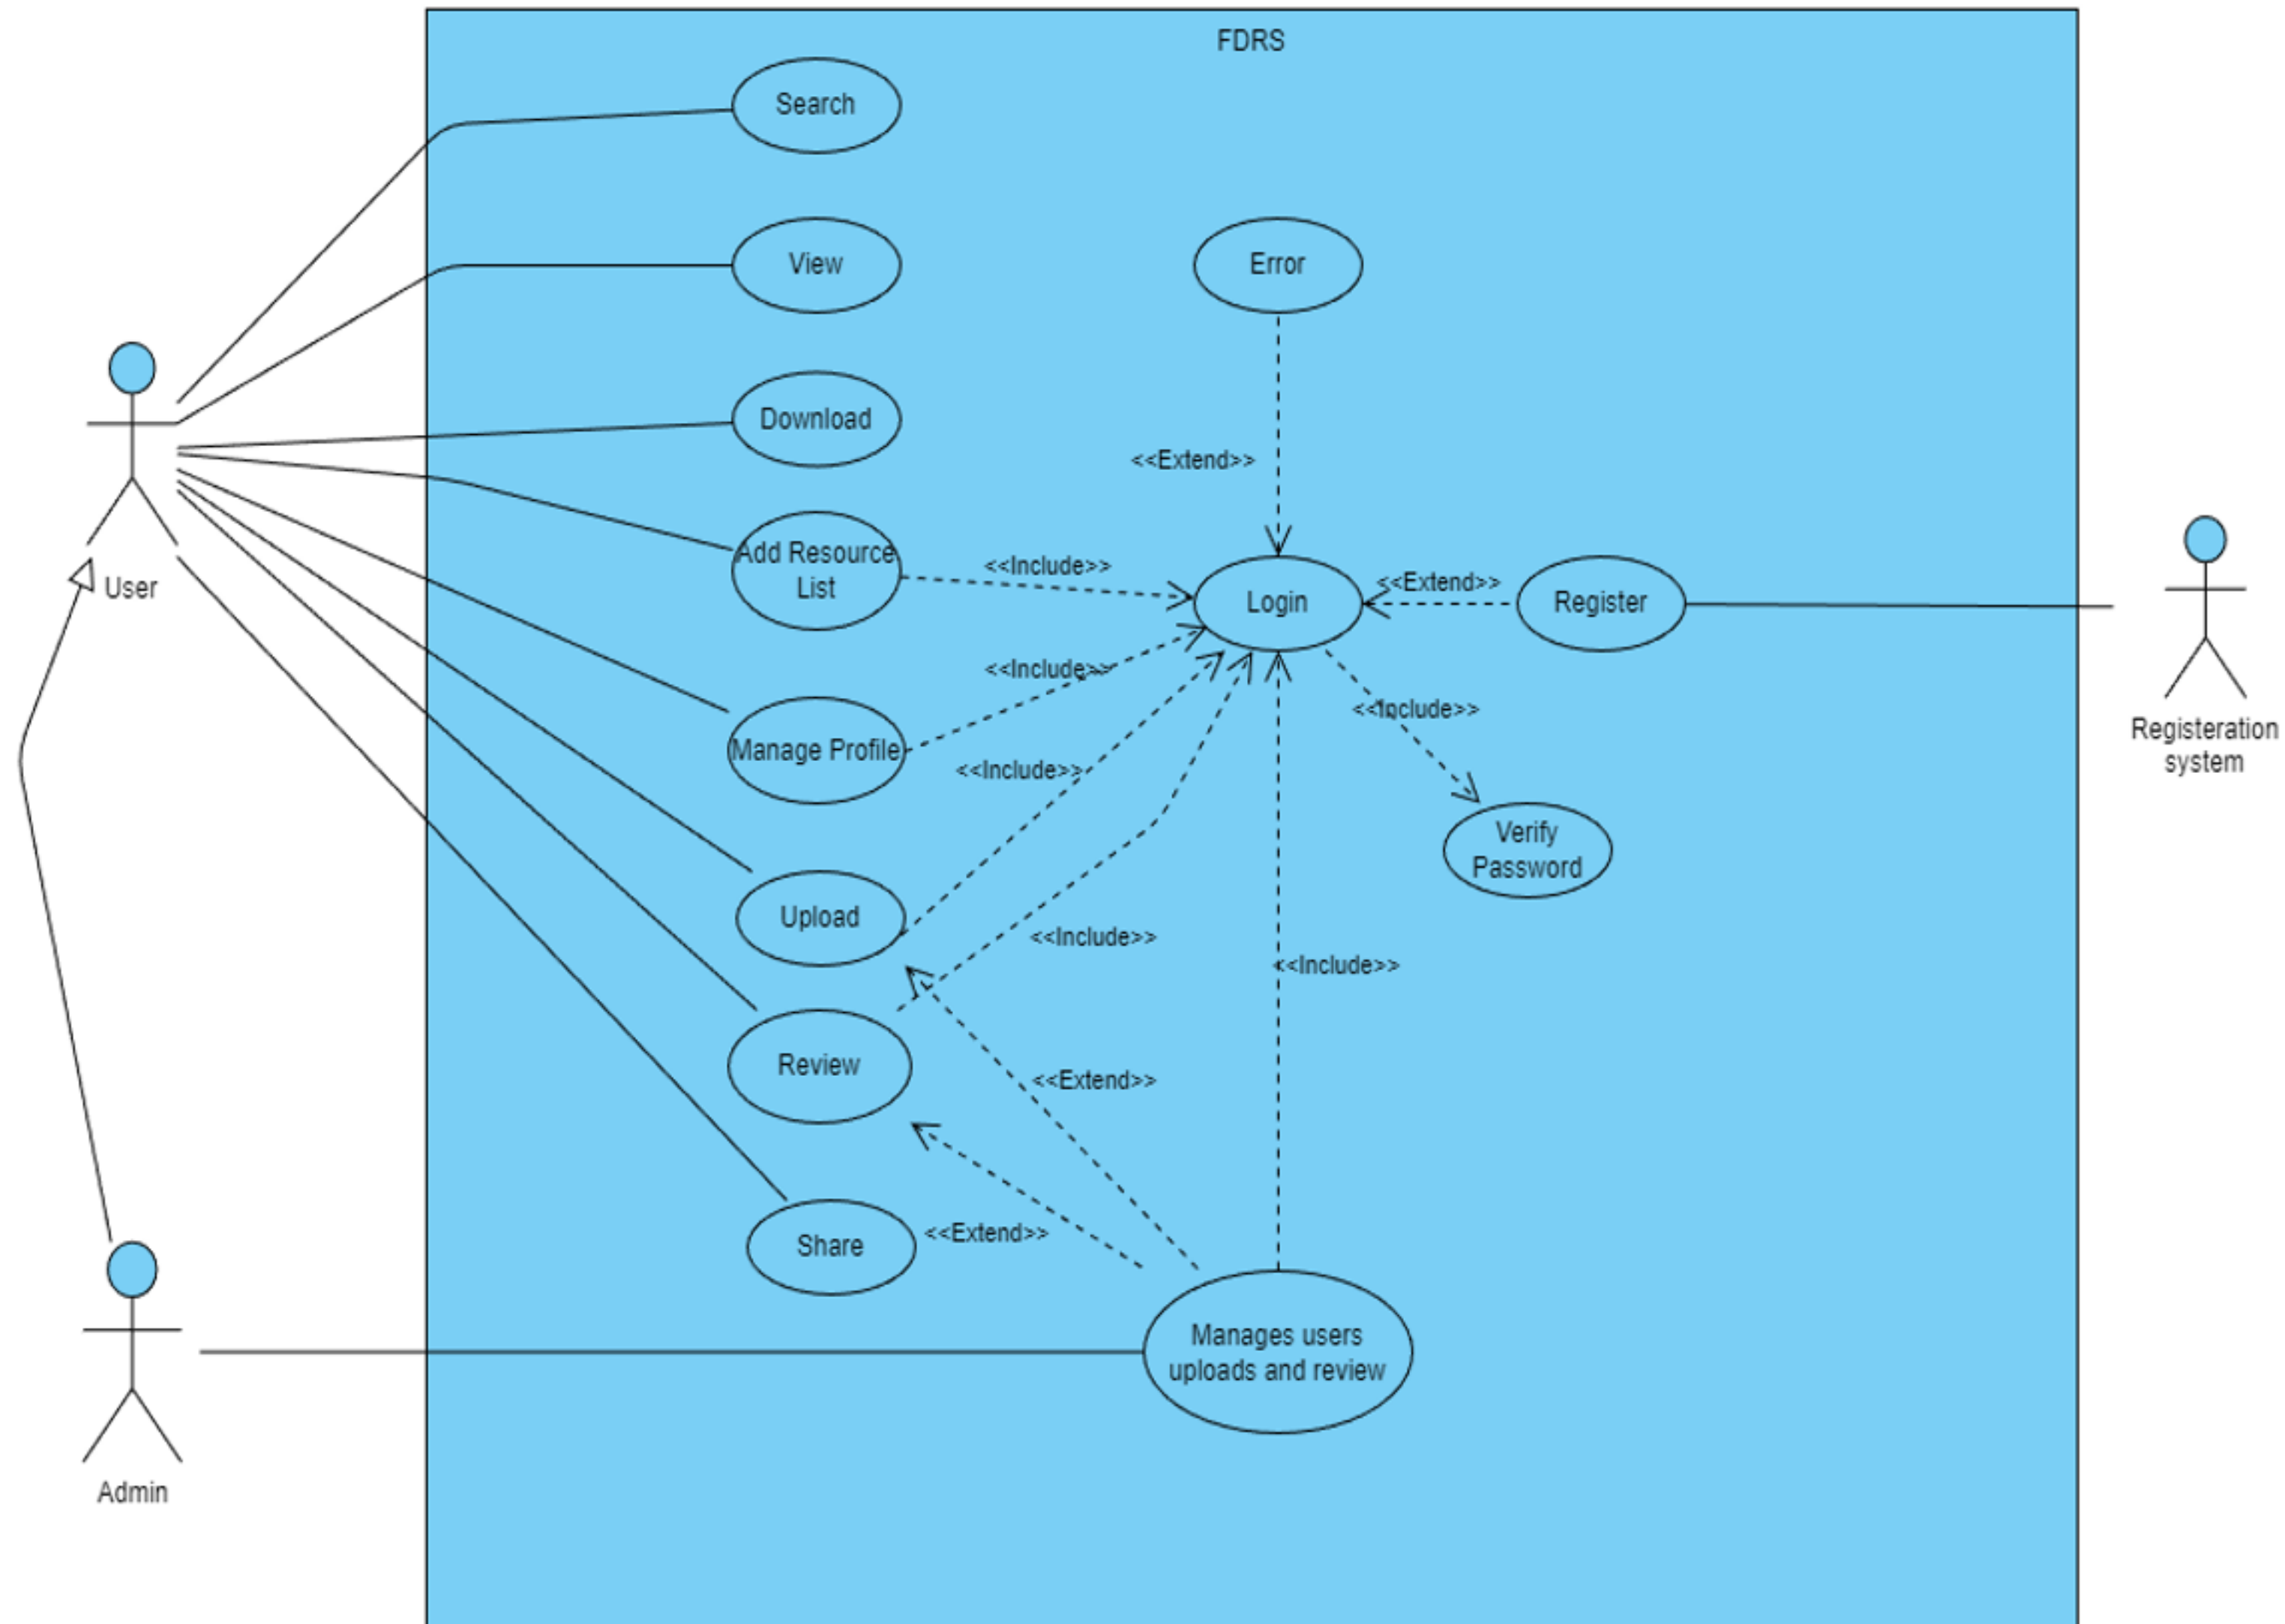 FDRS
Search
View
Error
Download
<<Extend>>
Add Resource
List
<<Include>>
Login
<<Extend>>
Register
User
<<Include>>
<<Include>>
Registeration
system
Manage Profile
<<Include>>
Verify
Password
Upload
<<Include>>
<<Include>>
Review
<<Extend>>
Share
<<Extend>>
Manages users
uploads and review
Admin